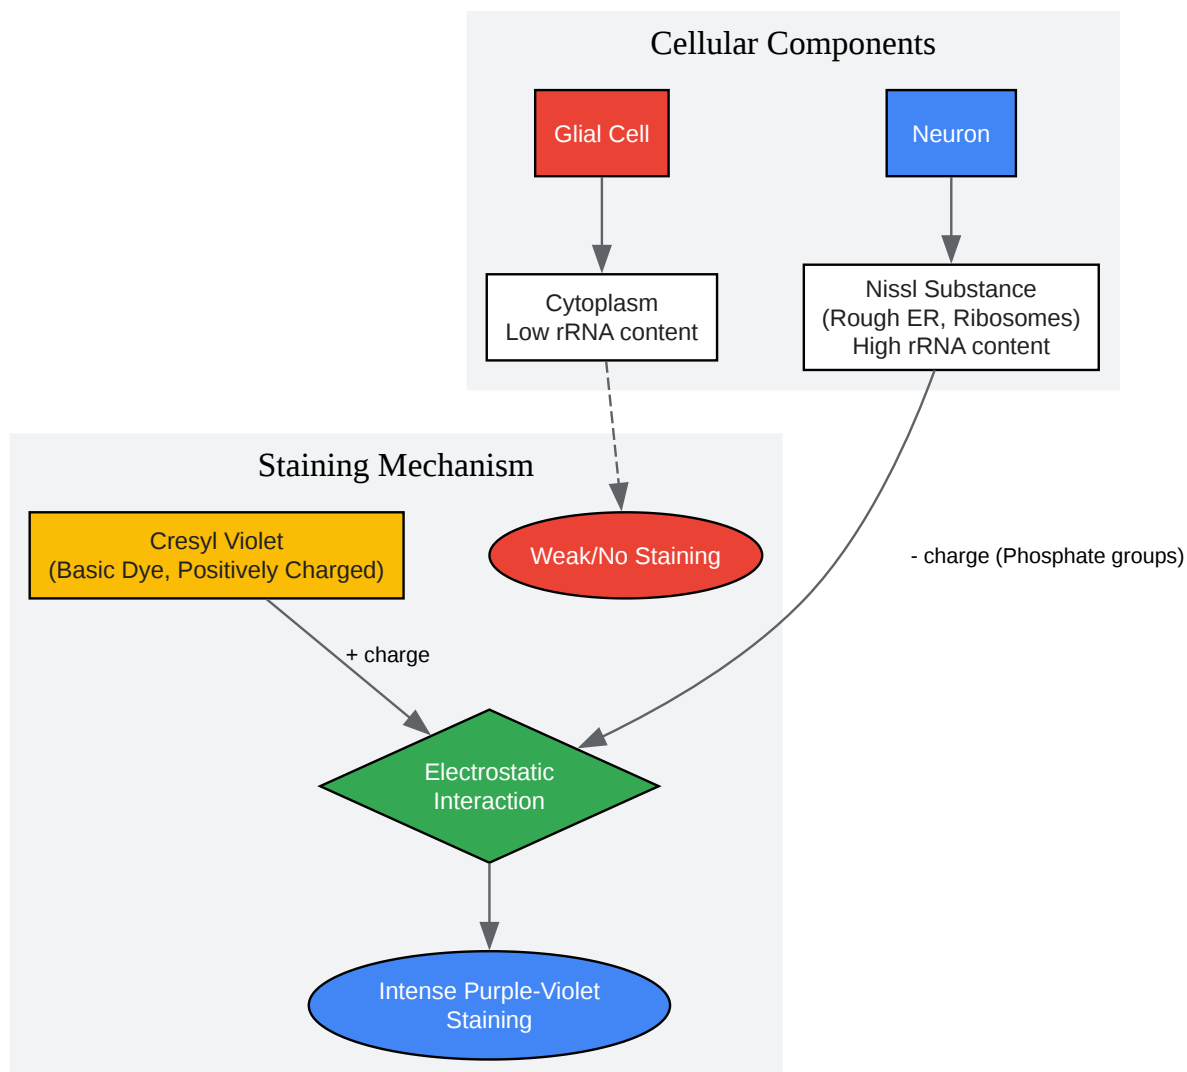 Cellular Components
Glial Cell
Neuron
Cytoplasm
Low rRNA content
Nissl Substance
(Rough ER, Ribosomes)
High rRNA content
Staining Mechanism
Cresyl Violet
(Basic Dye, Positively Charged)
Weak/No Staining
- charge (Phosphate groups)
+ charge
Electrostatic
Interaction
Intense Purple-Violet
Staining